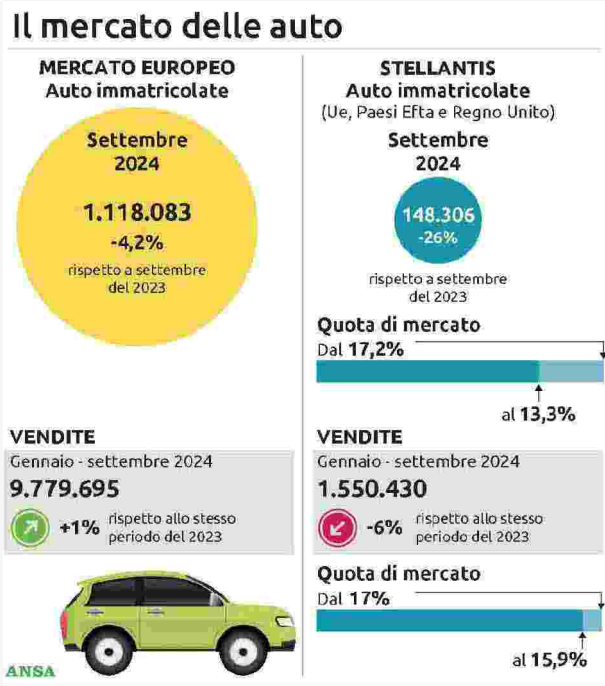 Il mercato delle auto
MERCATO EUROPEO
Auto immatricolate
Settembre
2024
1.118.083
-4,2%
rispetto a settembre
del 2023
VENDITE
Gennaio - settembre 2024
9.779.695
+1%
rispetto allo stesso
periodo del 2023
STELLANTIS
Auto immatricolate
(Ue, Paesi Efta e Regno Unito)
Settembre
2024
148.306
-26%
rispetto a settembre
del 2023
Quota di mercato
Dal 17,2%
al 13,3%
VENDITE
Gennaio - settembre 2024
1.550.430
-6%
rispetto allo stesso
periodo del 2023
Quota di mercato
Dal 17%
al 15,9%
ANSA